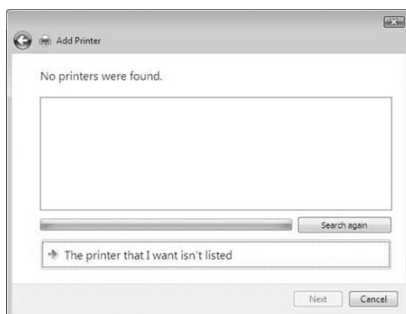 Add Printer
No printers were found.
Search again
The printer that I want isn't listed
Next Cancel